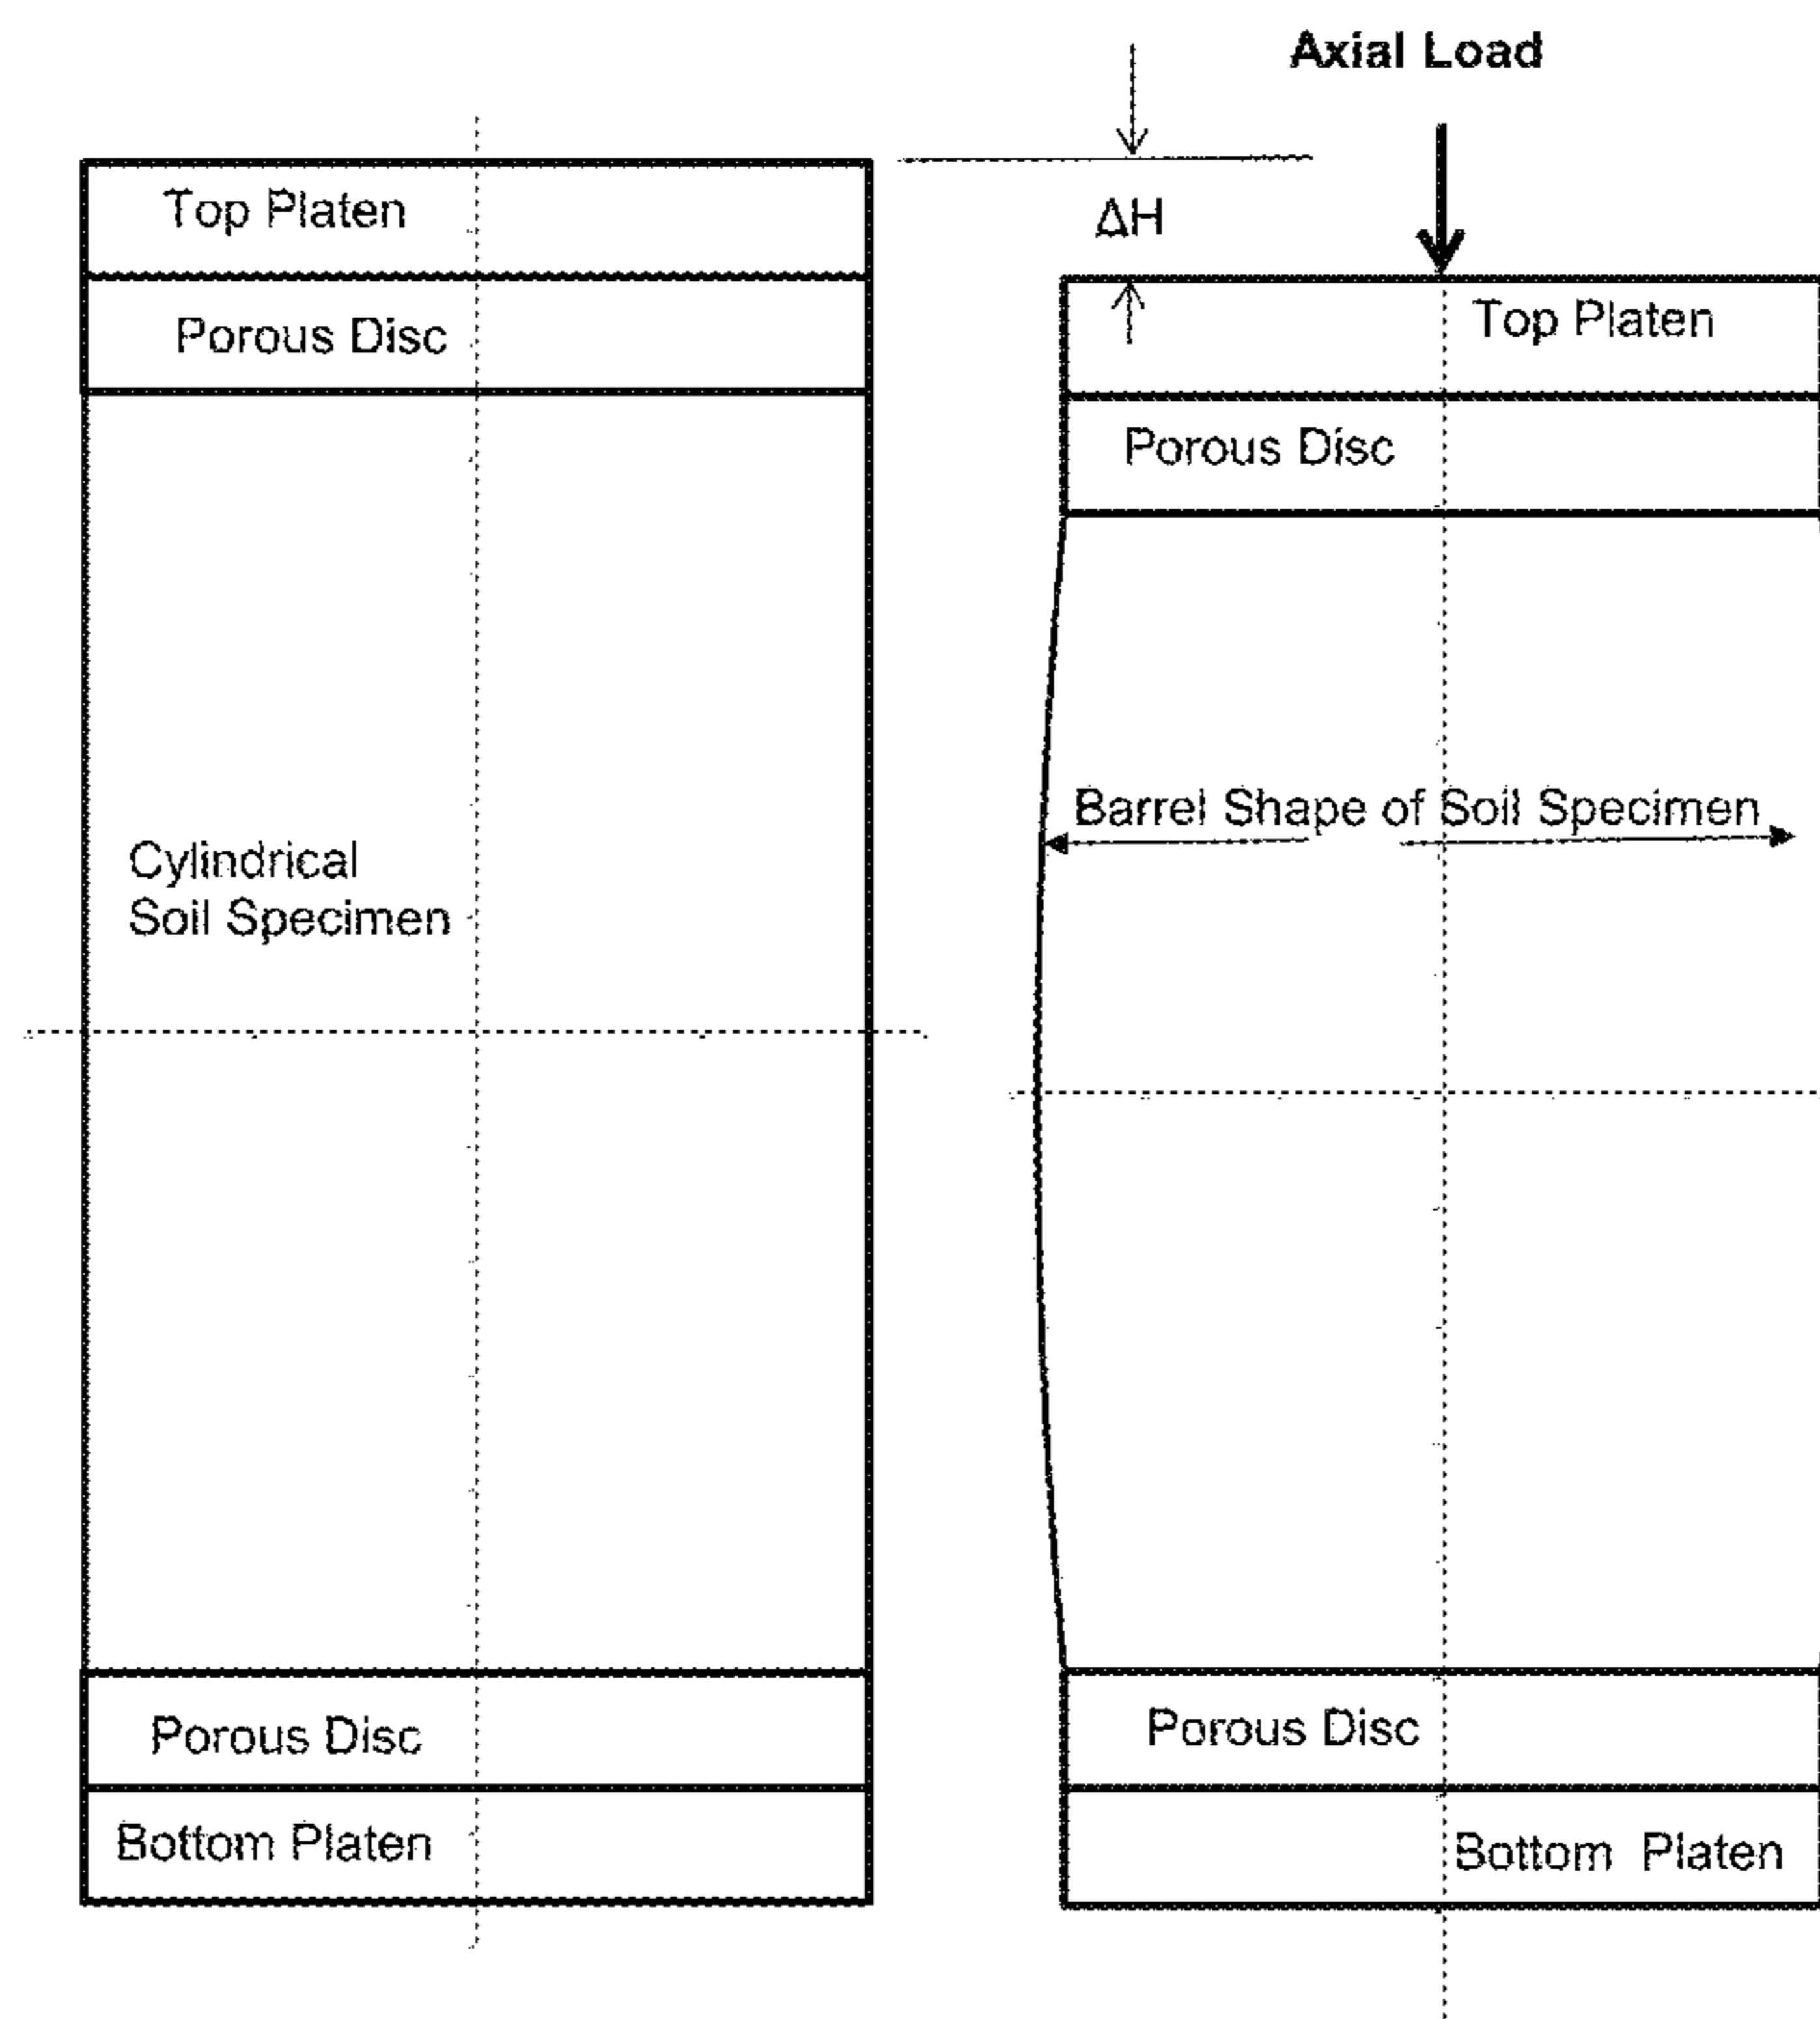 Axial Load
Top Platen
ΔH
Porous Disc
Top Platen
Porous Disc
Barrel Shape of Soil Specimen
Cylindrical
Soil Specimen
Porous Disc
Porous Disc
Bottom Platen
Bottom Platen